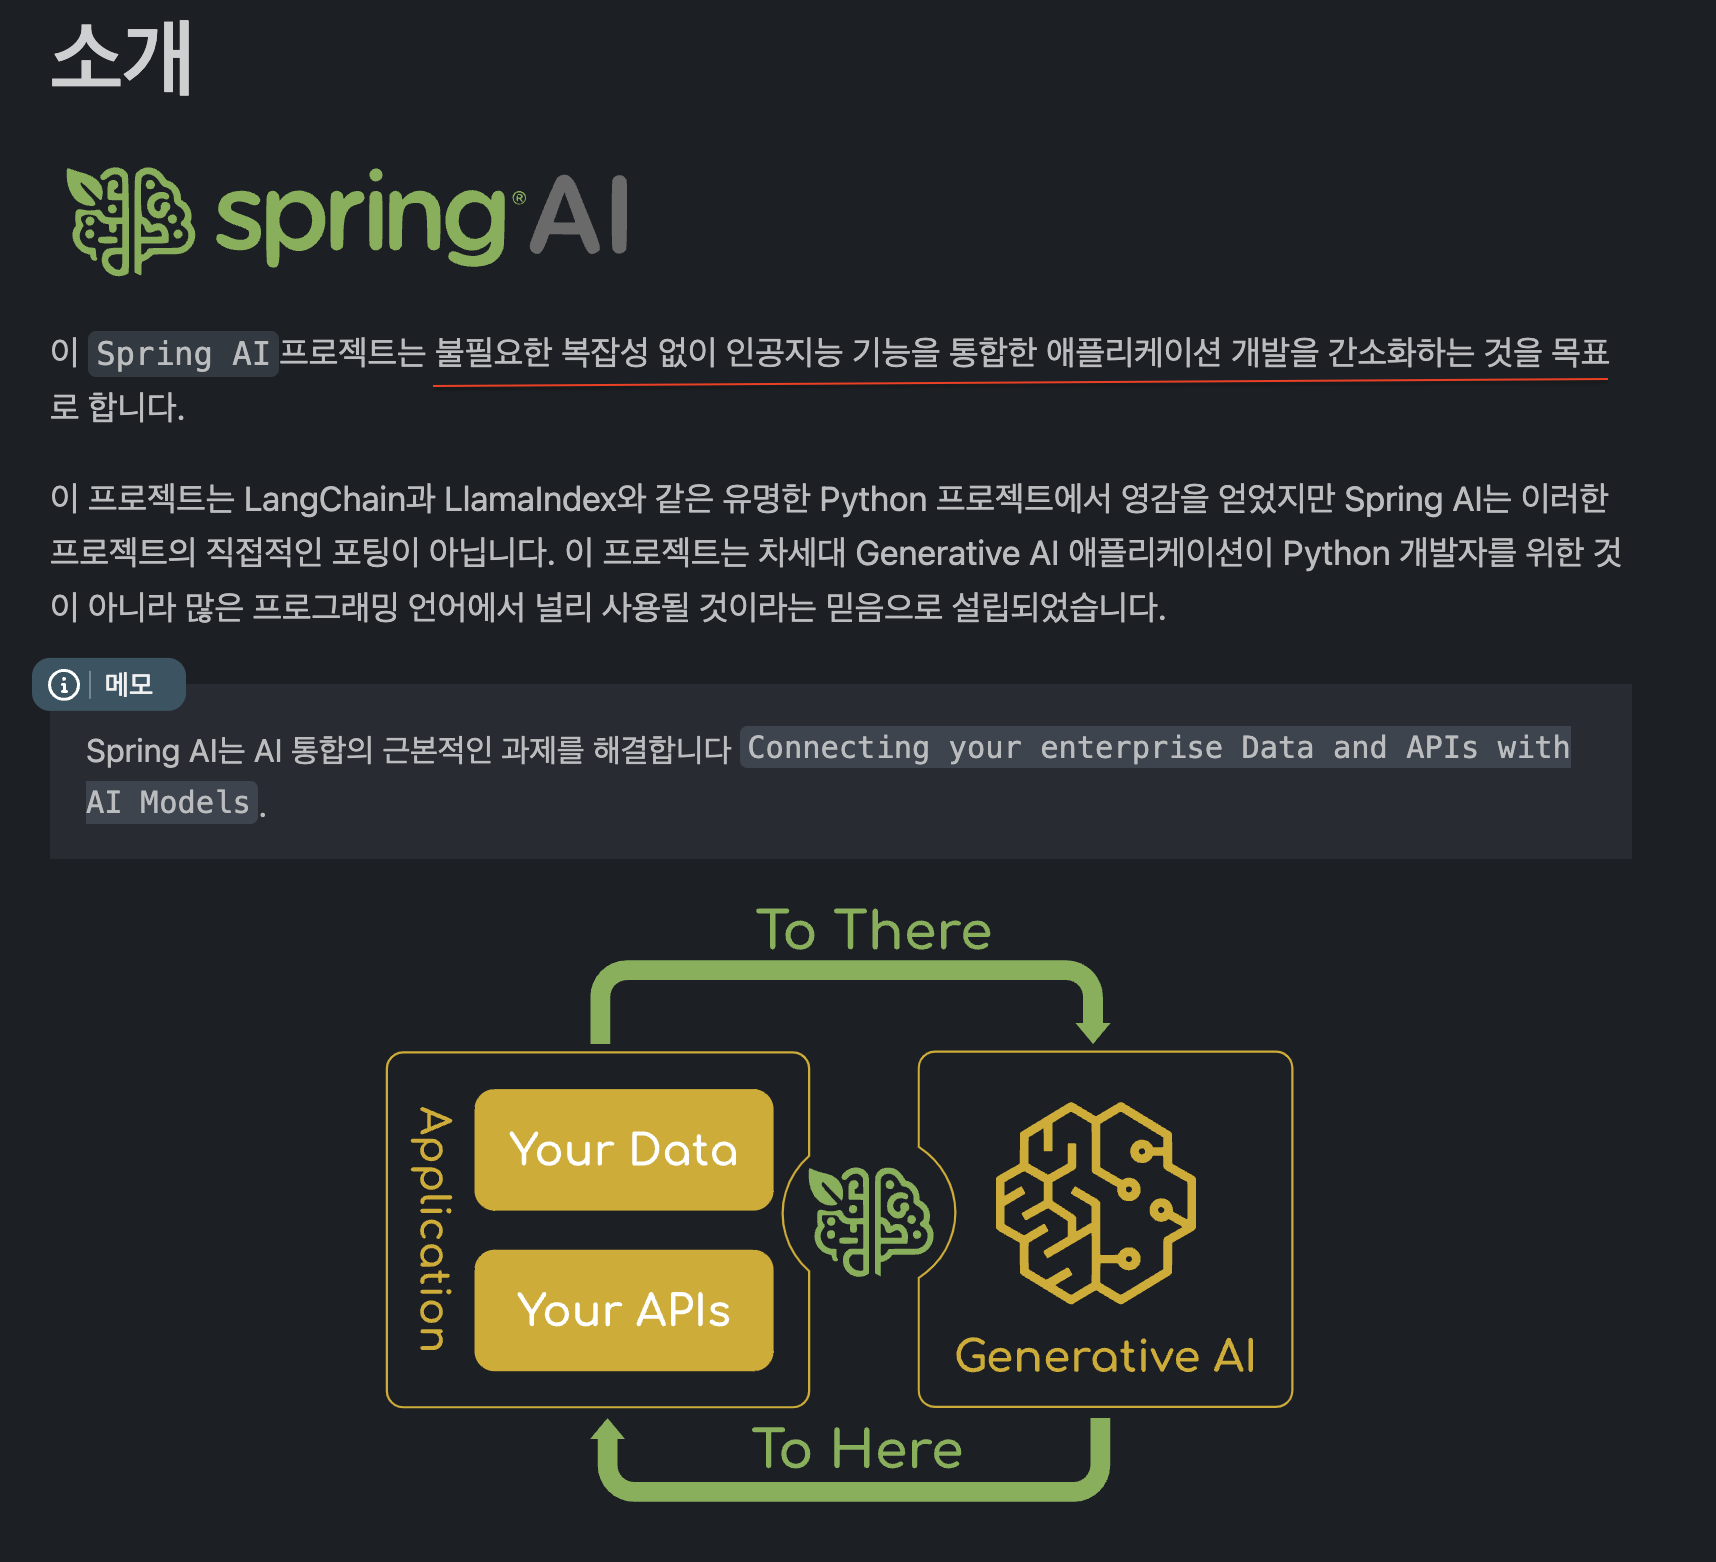 소개
spring® AI
이 Spring AI프로젝트는 불필요한 복잡성 없이 인공지능 기능을 통합한 애플리케이션 개발을 간소화하는 것을 목표
로 합니다.
이 프로젝트는 LangChain과 LlamaIndex와 같은 유명한 Python 프로젝트에서 영감을 얻었지만 Spring AI는 이러한
프로젝트의 직접적인 포팅이 아닙니다. 이 프로젝트는 차세대 Generative AI 애플리케이션이 Python 개발자를 위한 것
이 아니라 많은 프로그래밍 언어에서 널리 사용될 것이라는 믿음으로 설립되었습니다.
메모
Spring AI는 AI 통합의 근본적인 과제를 해결합니다 Connecting your enterprise Data and APIs with
AI Models.
To There
Application
Your Data
Your APIs
Generative AI
To Here